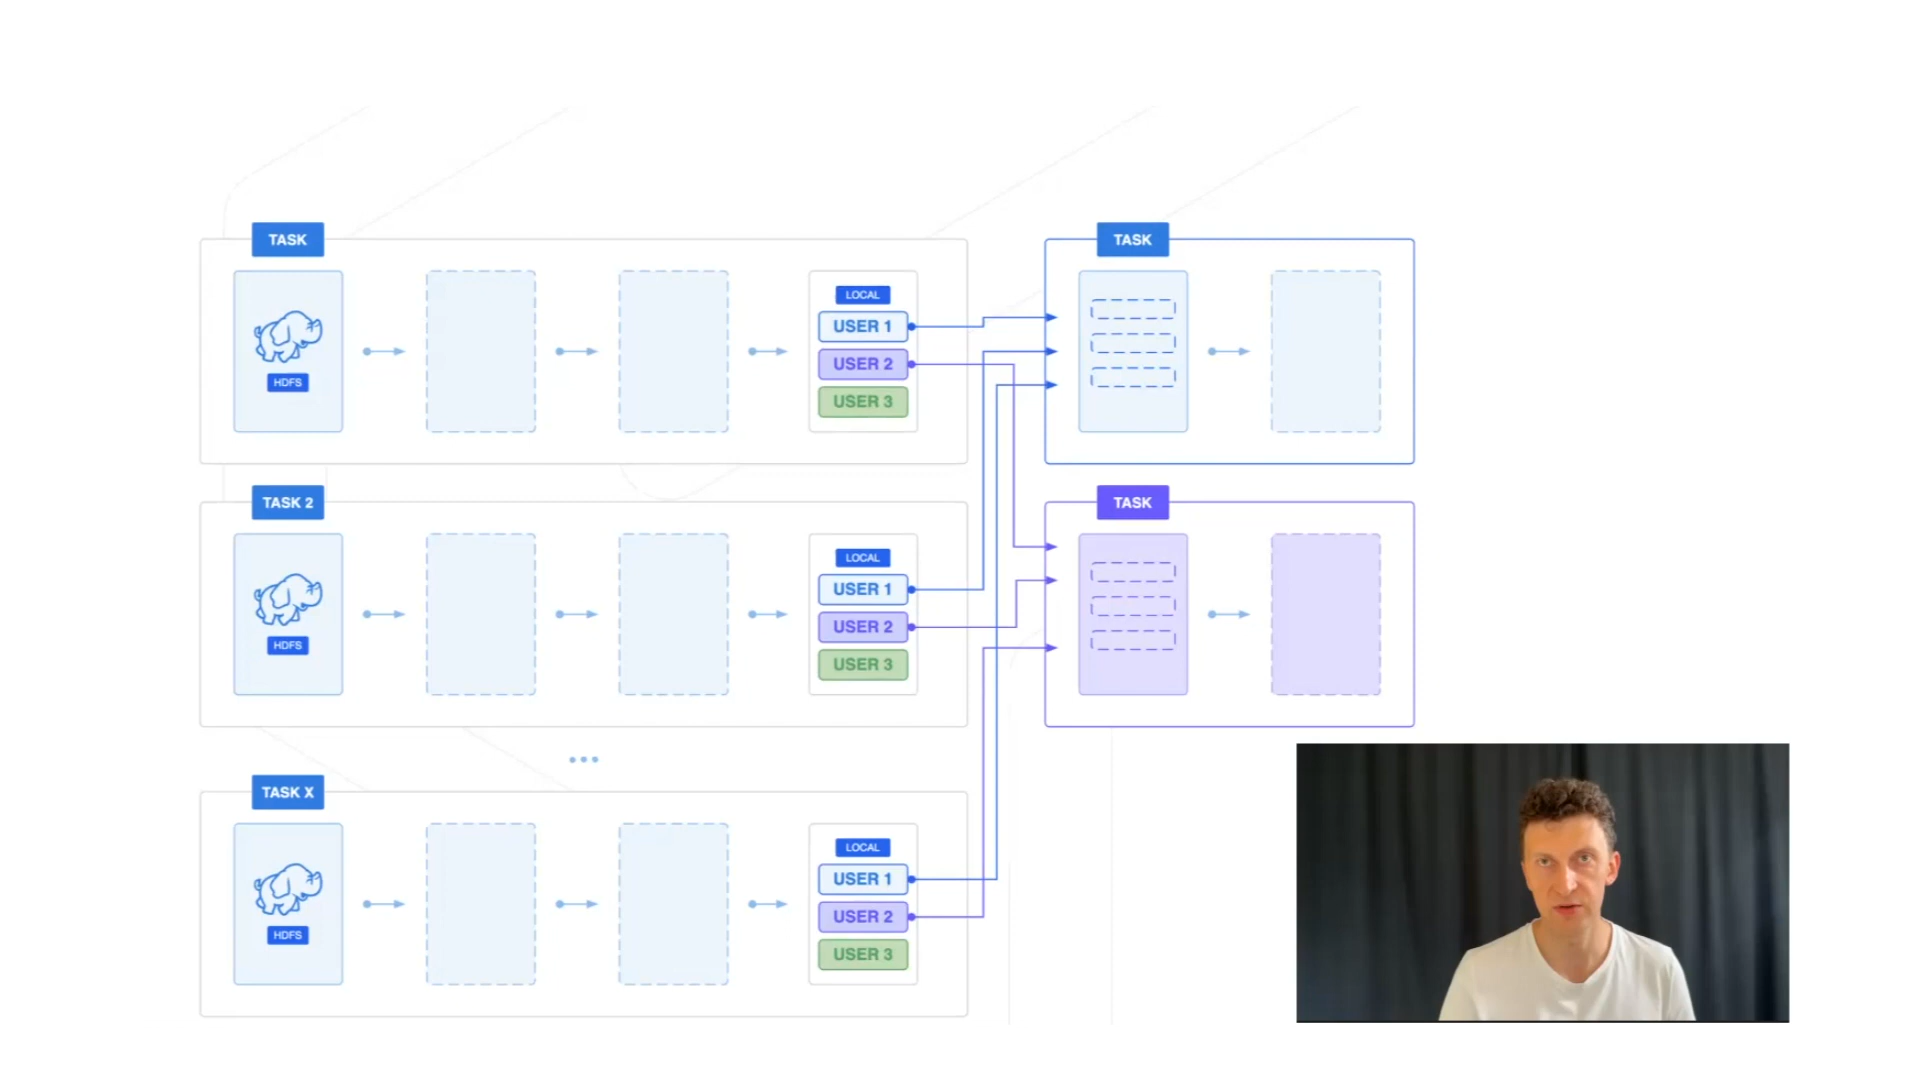 TASK
HDFS
LOCAL
USER 1
USER 2
USER 3
TASK
TASK 2
HDFS
LOCAL
USER 1
USER 2
USER 3
TASK
TASK X
HDFS
LOCAL
USER 1
USER 2
USER 3